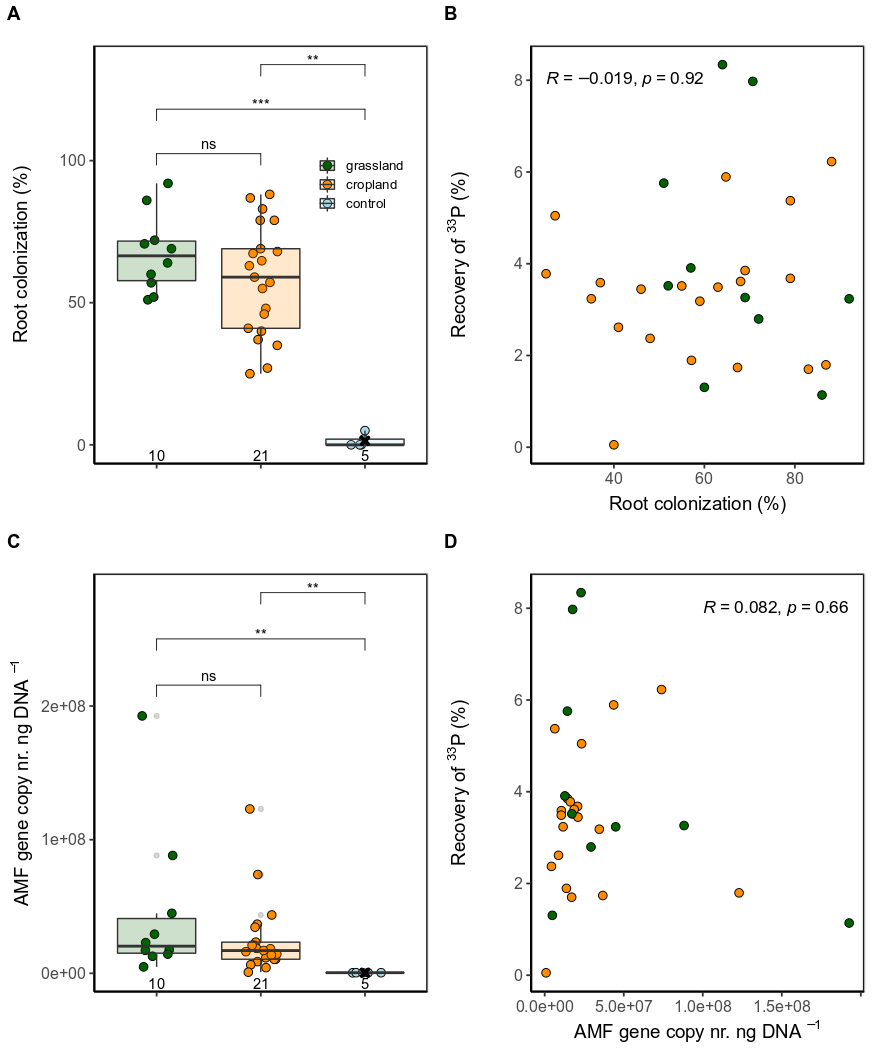 A
Root colonization (%)
100
50
0
**
***
ns
grassland
cropland
control
10 21 5
B
Recovery of ³³P (%)
8
6
4
2
0
R = −0.019, p = 0.92
40 60 80
Root colonization (%)
C
AMF gene copy nr. ng DNA ⁻¹
2e+08
1e+08
0e+00
**
**
ns
10 21 5
D
Recovery of ³³P (%)
8
6
4
2
0
R = 0.082, p = 0.66
0.0e+00 5.0e+07 1.0e+08 1.5e+08
AMF gene copy nr. ng DNA ⁻¹